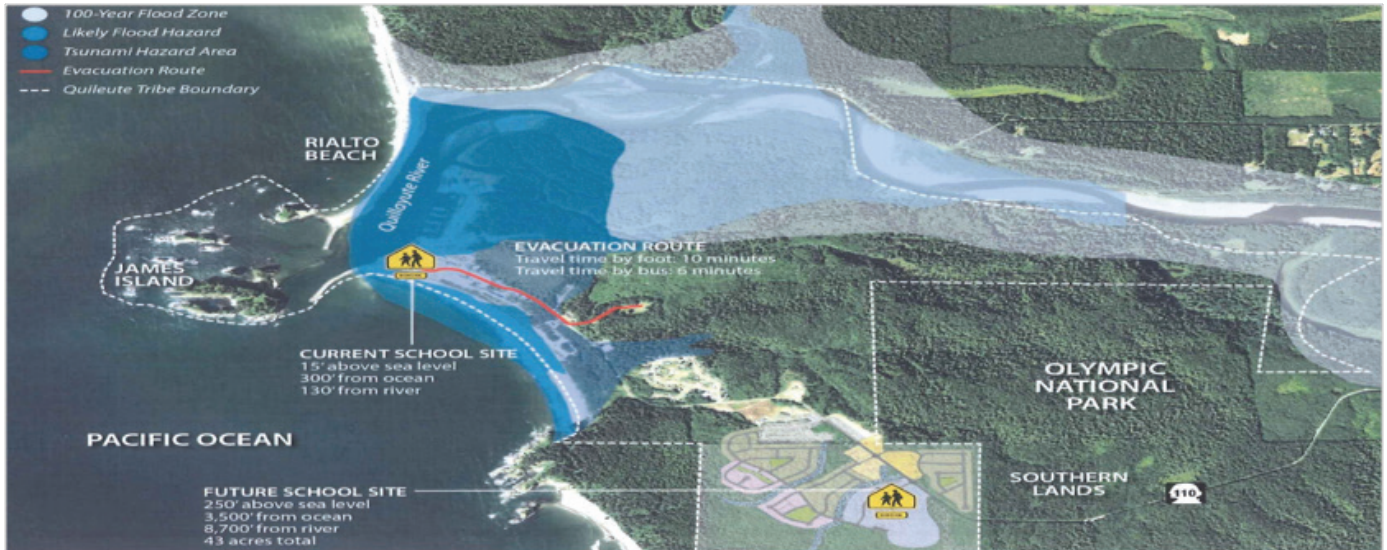 100-Year Flood Zone
Likely Flood Hazard
Tsunami Hazard Area
Evacuation Route
Quileute Tribe Boundary
RIALTO
BEACH
Quilloyute River
JAMES
ISLAND
EVACUATION ROUTE
Travel time by foot: 10 minutes
Travel time by bus: 6 minutes
CURRENT SCHOOL SITE
15' above sea level
300' from ocean
130' from river
OLYMPIC
NATIONAL
PARK
PACIFIC OCEAN
SOUTHERN
LANDS
110
FUTURE SCHOOL SITE
250' above sea level
3,500' from ocean
8,700' from river
43 acres total